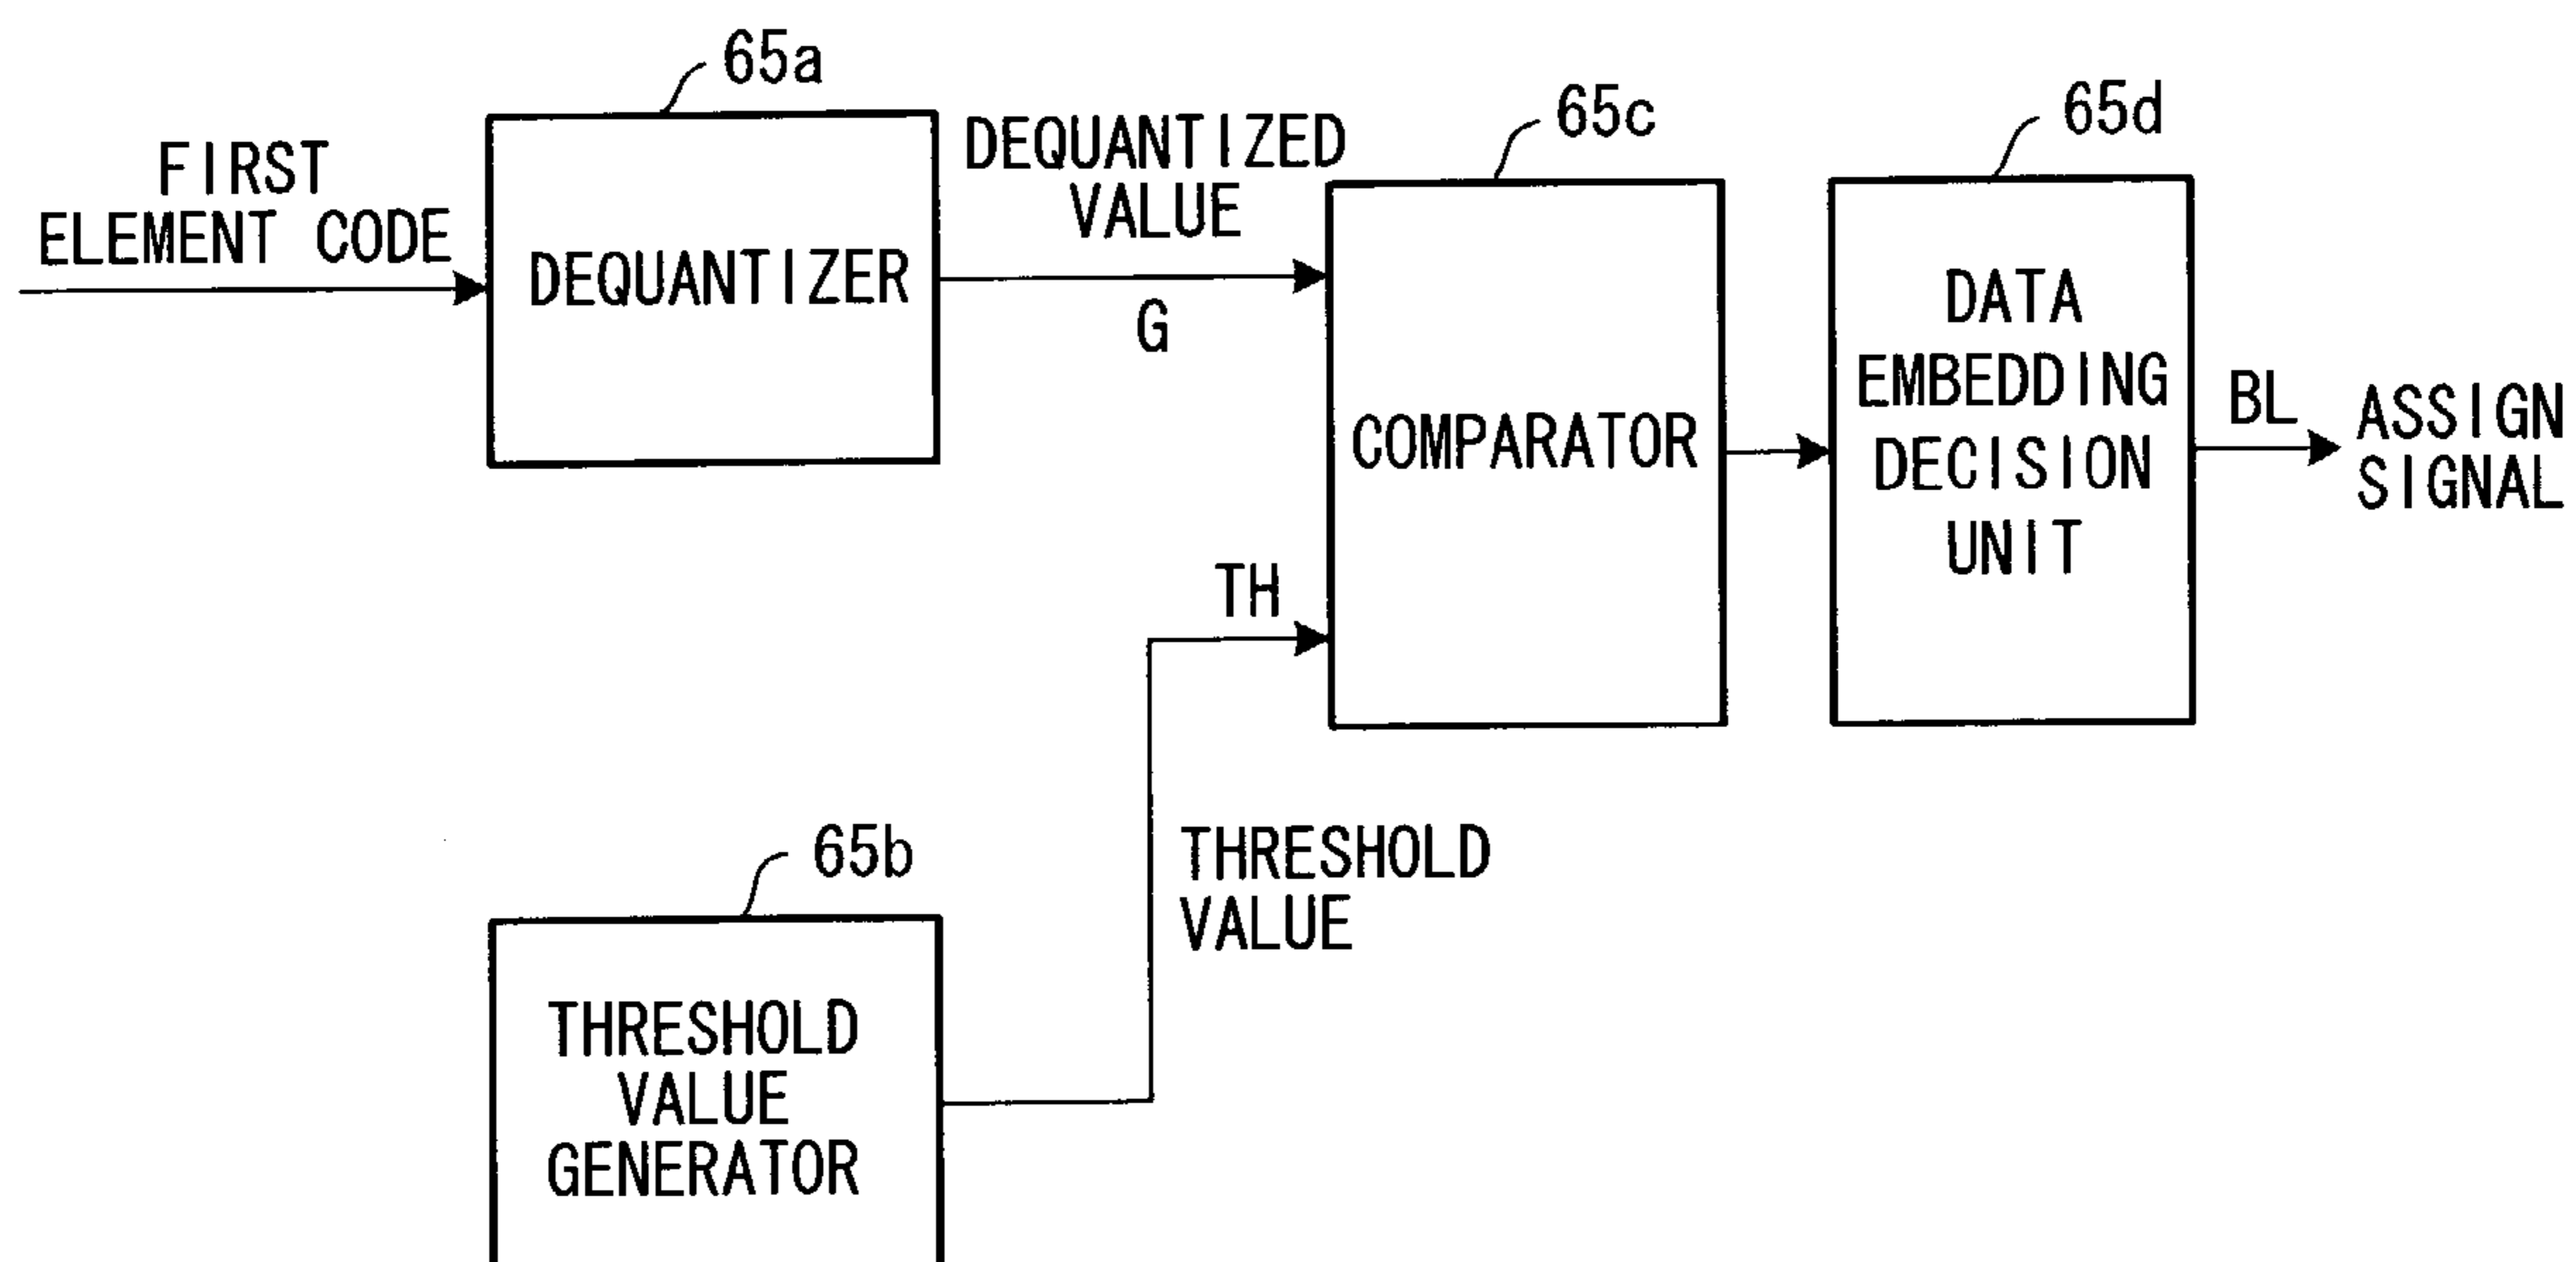 65a
FIRST
ELEMENT CODE
DEQUANTIZER
DEQUANTIZED
VALUE
G
65c
COMPARATOR
65d
DATA
EMBEDDING
DECISION
UNIT
BL
ASSIGN
SIGNAL
TH
THRESHOLD
VALUE
65b
THRESHOLD
VALUE
GENERATOR